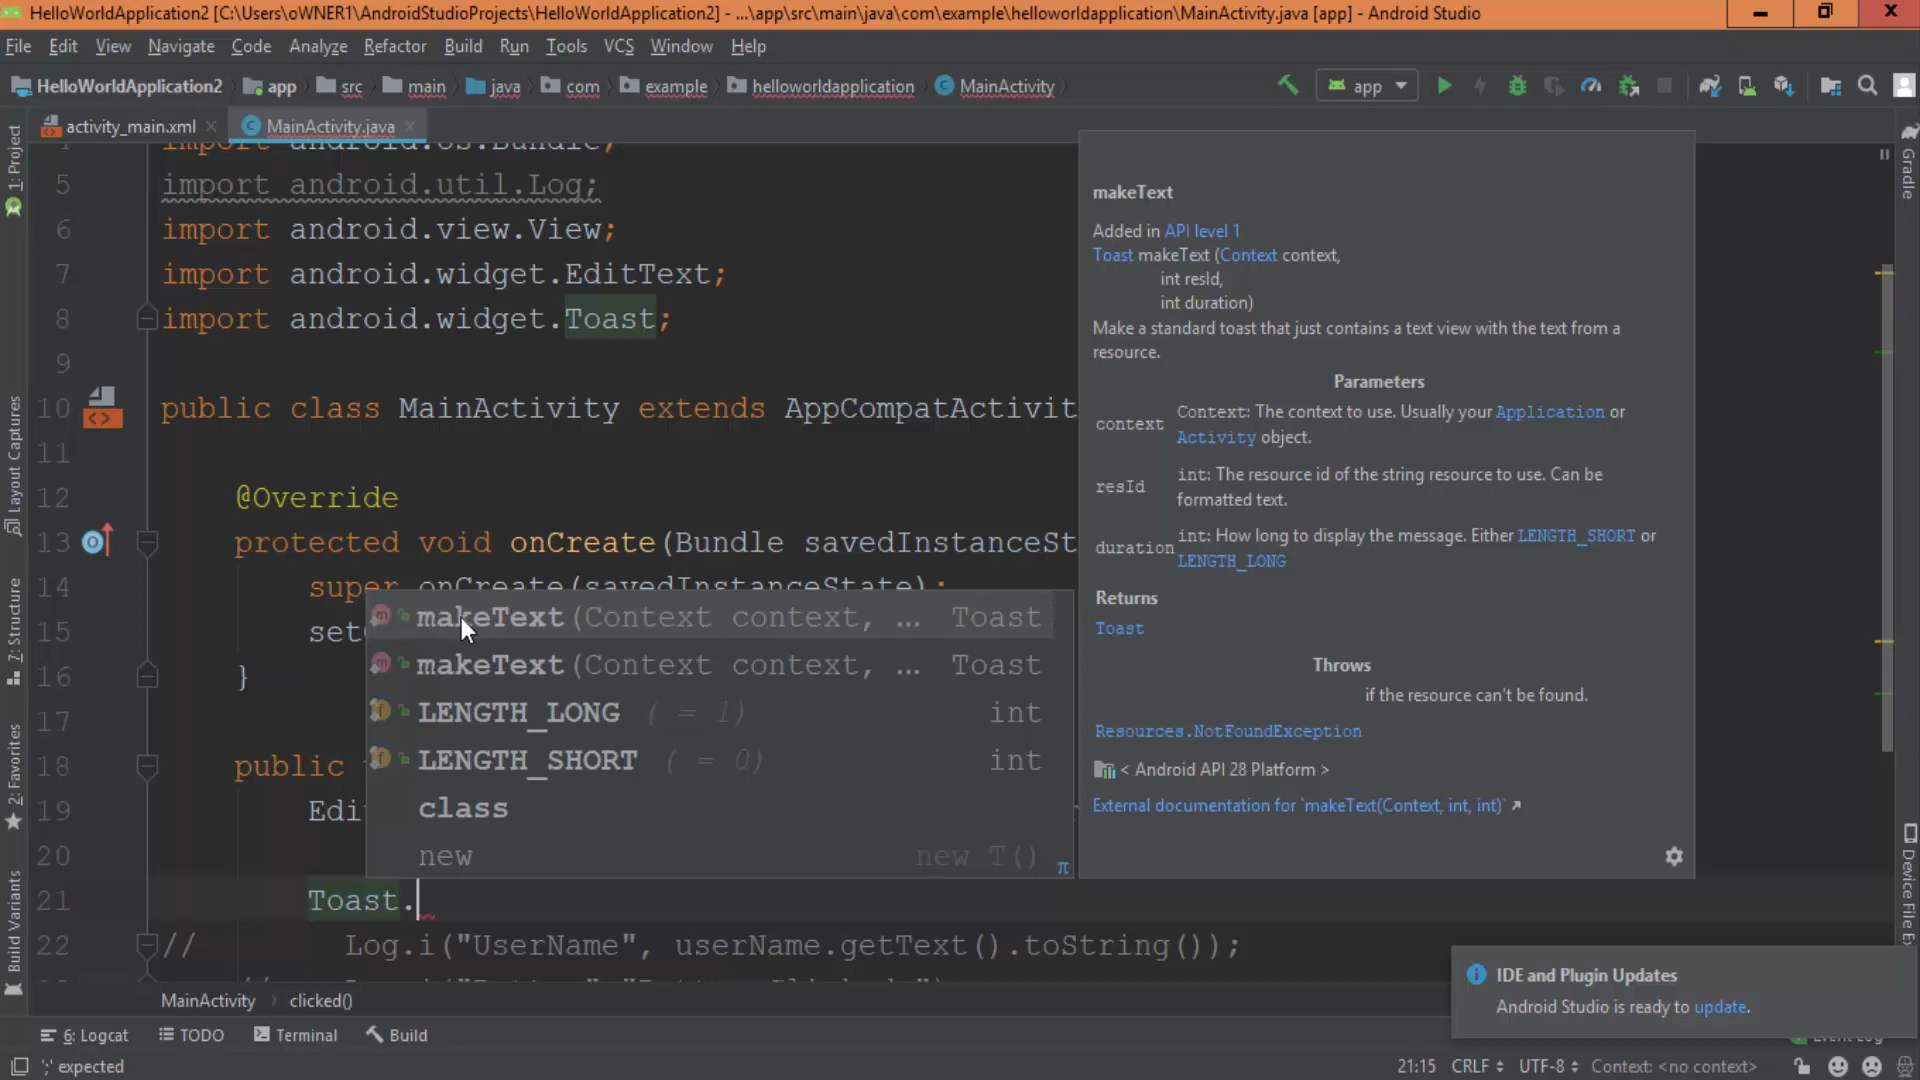 HelloWorldApplication2 [C:\Users\oWNER1\AndroidStudioProjects\HelloWorldApplication2] - ...\app\src\main\java\com\example\helloworldapplication\MainActivity.java [app] - Android Studio
File Edit View Navigate Code Analyze Refactor Build Run Tools VCS Window Help
HelloWorldApplication2 app src main java com example helloworldapplication MainActivity app
activity_main.xml MainActivity.java
1: Project
Layout Captures
7: Structure
2: Favorites
Build Variants
Gradle
Device File Ex
4 import android.os.Bundle;
5 import android.util.Log;
6 import android.view.View;
7 import android.widget.EditText;
8 import android.widget.Toast;
9
10 public class MainActivity extends AppCompatActivit
11
12 @Override
13 protected void onCreate(Bundle savedInstanceSt
14 super.onCreate(savedInstanceState);
15 set
16 }
17
18 public
19 Edi
20
21 Toast.
22 // Log.i("UserName", userName.getText().toString());
makeText(Context context, ... Toast
makeText(Context context, ... Toast
LENGTH_LONG ( = 1) int
LENGTH_SHORT ( = 0) int
class
new new T()
π
makeText
Added in API level 1
Toast makeText (Context context,
int resId,
int duration)
Make a standard toast that just contains a text view with the text from a
resource.
Parameters
context Context: The context to use. Usually your Application or
Activity object.
resId int: The resource id of the string resource to use. Can be
formatted text.
duration int: How long to display the message. Either LENGTH_SHORT or
LENGTH_LONG
Returns
Toast
Throws
if the resource can't be found.
Resources.NotFoundException
< Android API 28 Platform >
External documentation for `makeText(Context, int, int)` ↗
MainActivity clicked()
IDE and Plugin Updates
Android Studio is ready to update.
6: Logcat TODO Terminal Build Event Log
';' expected 21:15 CRLF UTF-8 Context: <no context>